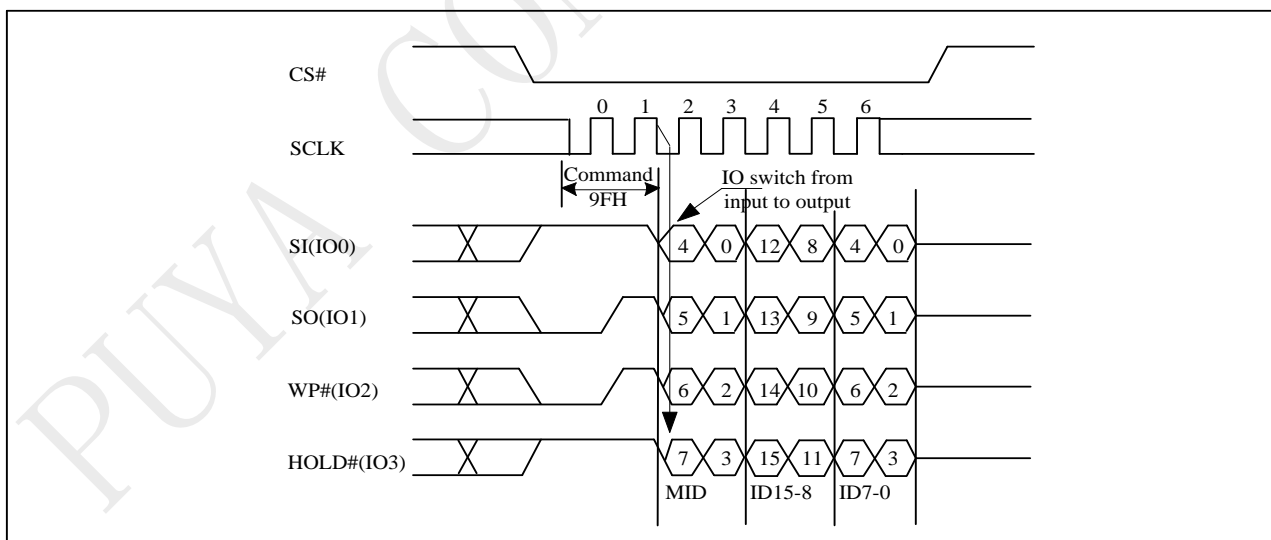 PUYA CON
CS#
0 1 2 3 4 5 6
SCLK
Command
9FH
IO switch from
input to output
SI(IO0)
4 0 12 8 4 0
SO(IO1)
5 1 13 9 5 1
WP#(IO2)
6 2 14 10 6 2
HOLD#(IO3)
7 3 15 11 7 3
MID ID15-8 ID7-0